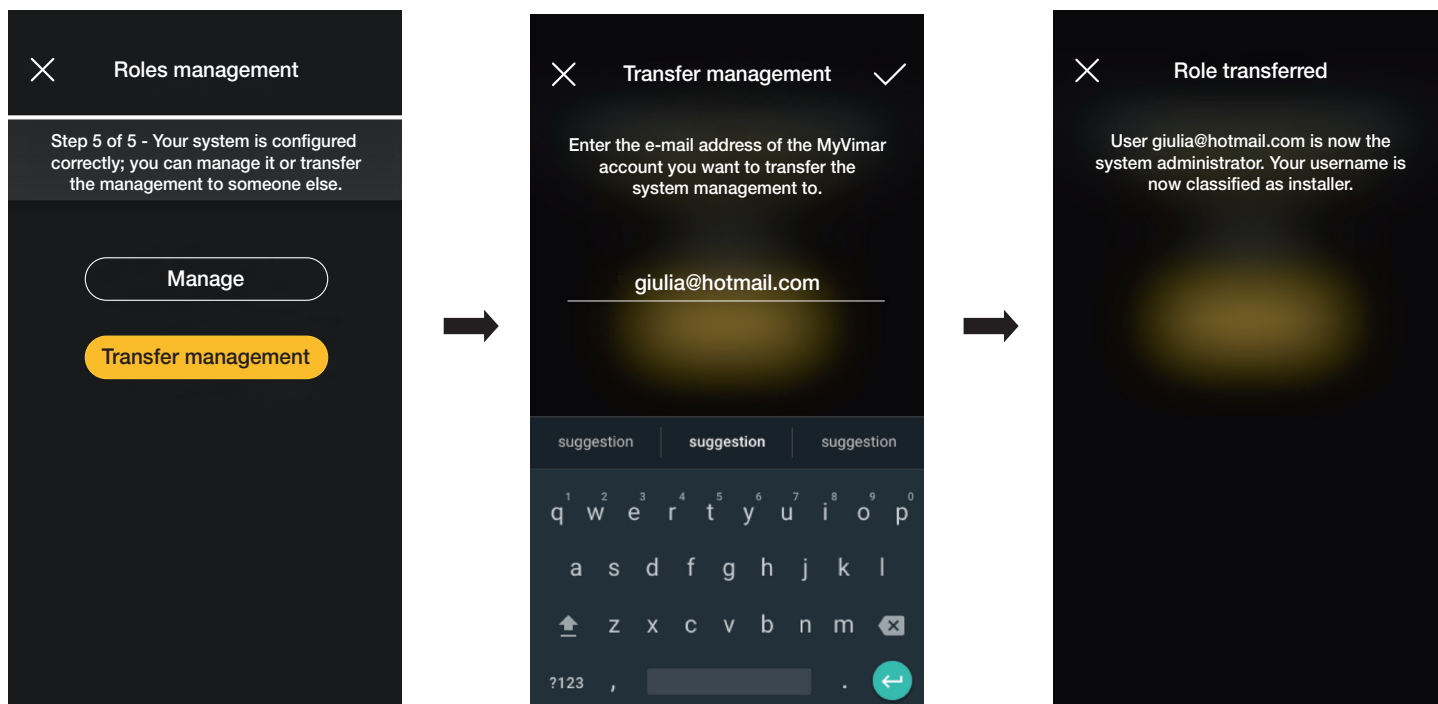 Roles management
Step 5 of 5 - Your system is configured
correctly; you can manage it or transfer
the management to someone else.
Manage
Transfer management
Transfer management
Enter the e-mail address of the MyVimar
account you want to transfer the
system management to.
giulia@hotmail.com
suggestion suggestion suggestion
1 2 3 4 5 6 7 8 9 0
q w e r t y u i o p
a s d f g h j k l
z x c v b n m
?123 , .
Role transferred
User giulia@hotmail.com is now the
system administrator. Your username is
now classified as installer.